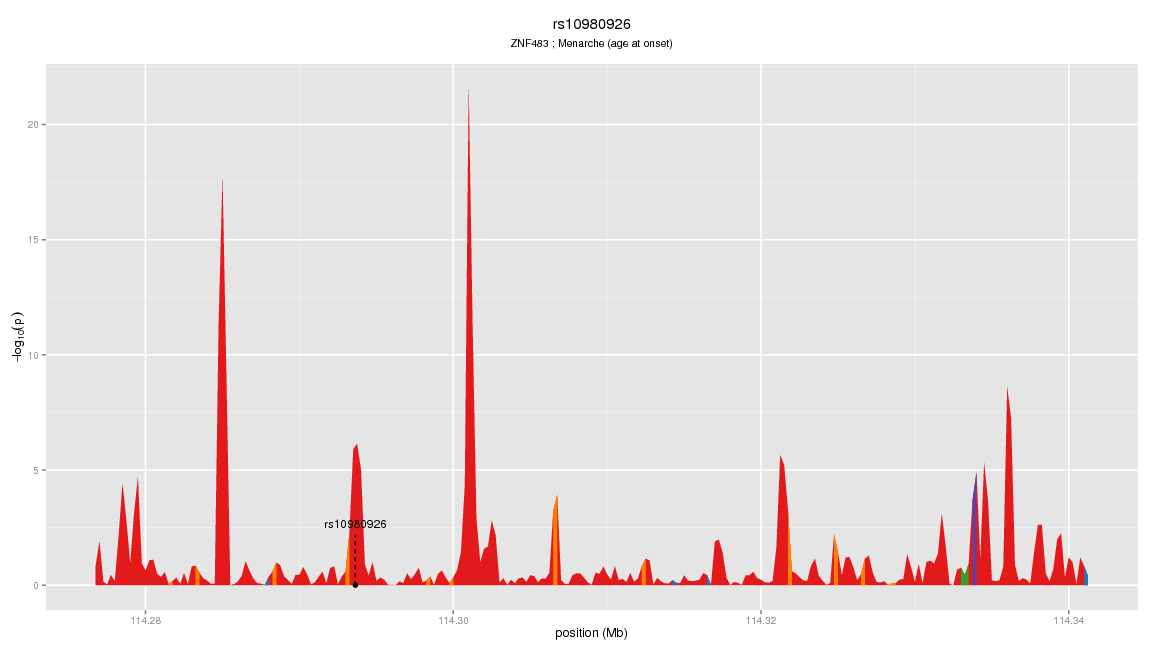 rs10980926
ZNF483 ; Menarche (age at onset)
20
15
10
5
0
−log10(p)
rs10980926
114.28
114.30
114.32
114.34
position (Mb)